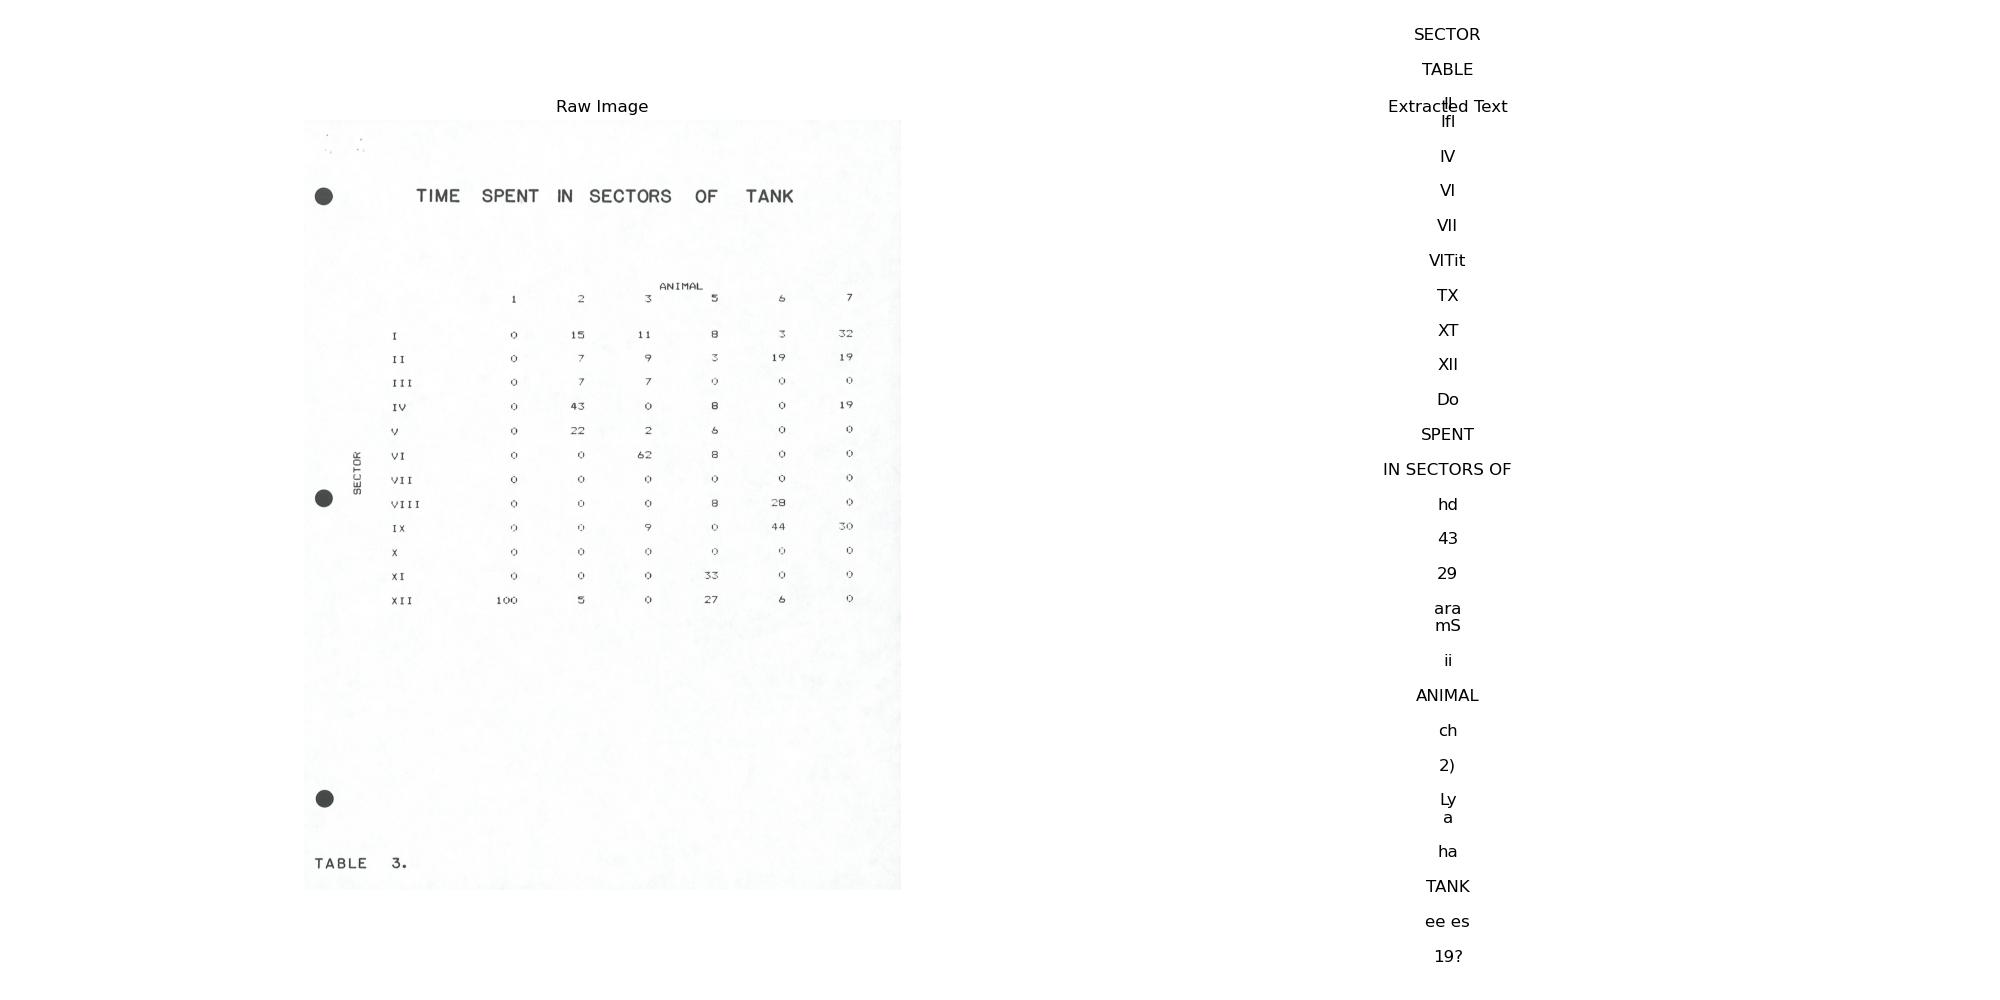 Raw Image
TIME SPENT IN SECTORS OF TANK
ANIMAL
1 2 3 5 6 7
I 0 15 11 8 3 32
II 0 7 9 3 19 19
III 0 7 7 0 0 0
IV 0 43 0 8 0 19
V 0 22 2 6 0 0
VI 0 0 62 8 0 0
VII 0 0 0 0 0 0
VIII 0 0 0 8 28 0
IX 0 0 9 0 44 30
X 0 0 0 0 0 0
XI 0 0 0 33 0 0
XII 100 5 0 27 6 0
SECTOR
TABLE 3.
SECTOR
TABLE
Extracted Text
IfI
IV
VI
VII
VITit
TX
XT
XII
Do
SPENT
IN SECTORS OF
hd
43
29
ara
mS
ii
ANIMAL
ch
2)
Ly
a
ha
TANK
ee es
19?